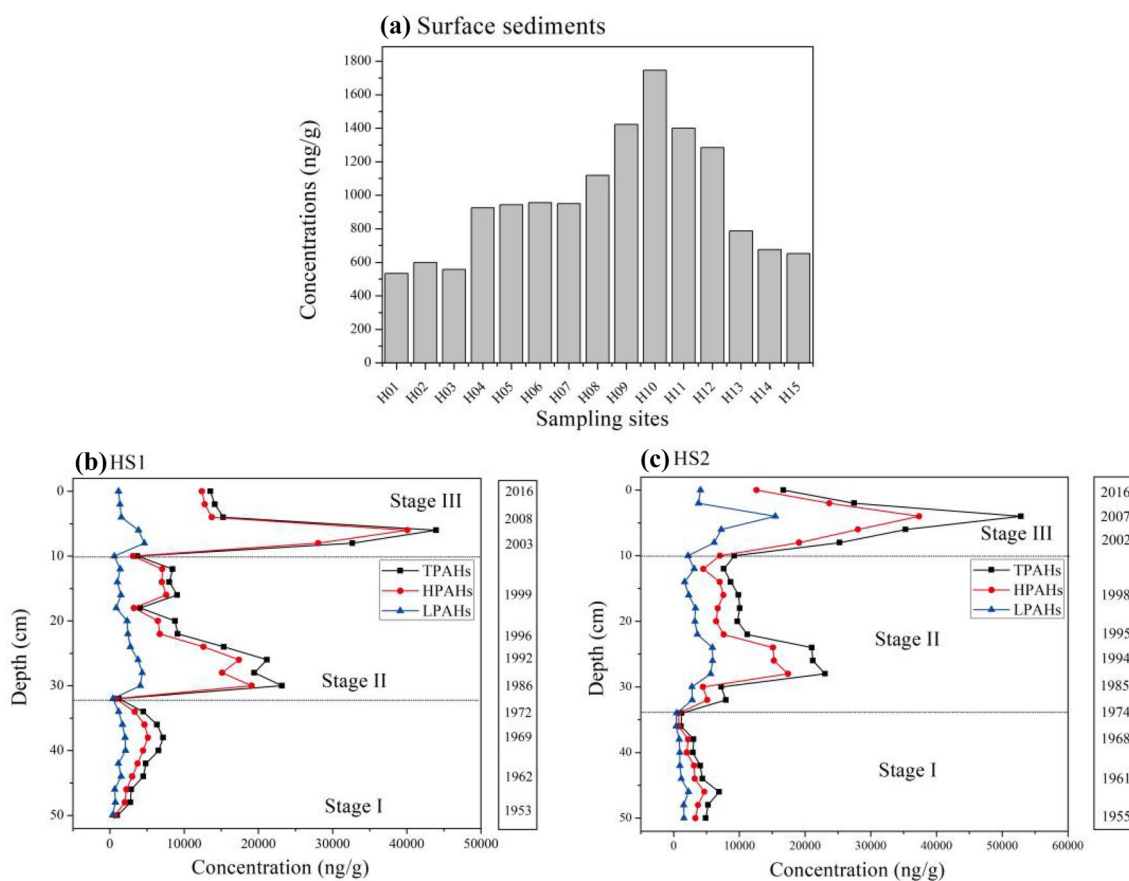 (a) Surface sediments
1800
1600
1400
1200
1000
800
600
400
200
0
Concentrations (ng/g)
H01 H02 H03 H04 H05 H06 H07 H08 H09 H10 H11 H12 H13 H14 H15
Sampling sites
(b) HS1
0
10
20
30
40
50
Depth (cm)
Stage III
TPAHs
HPAHs
LPAHs
Stage II
Stage I
2016
2008
2003
1999
1996
1992
1986
1972
1969
1962
1953
0 10000 20000 30000 40000 50000
Concentration (ng/g)
(c) HS2
0
10
20
30
40
50
Depth (cm)
Stage III
TPAHs
HPAHs
LPAHs
Stage II
Stage I
2016
2007
2002
1998
1995
1994
1985
1974
1968
1961
1955
0 10000 20000 30000 40000 50000 60000
Concentration (ng/g)